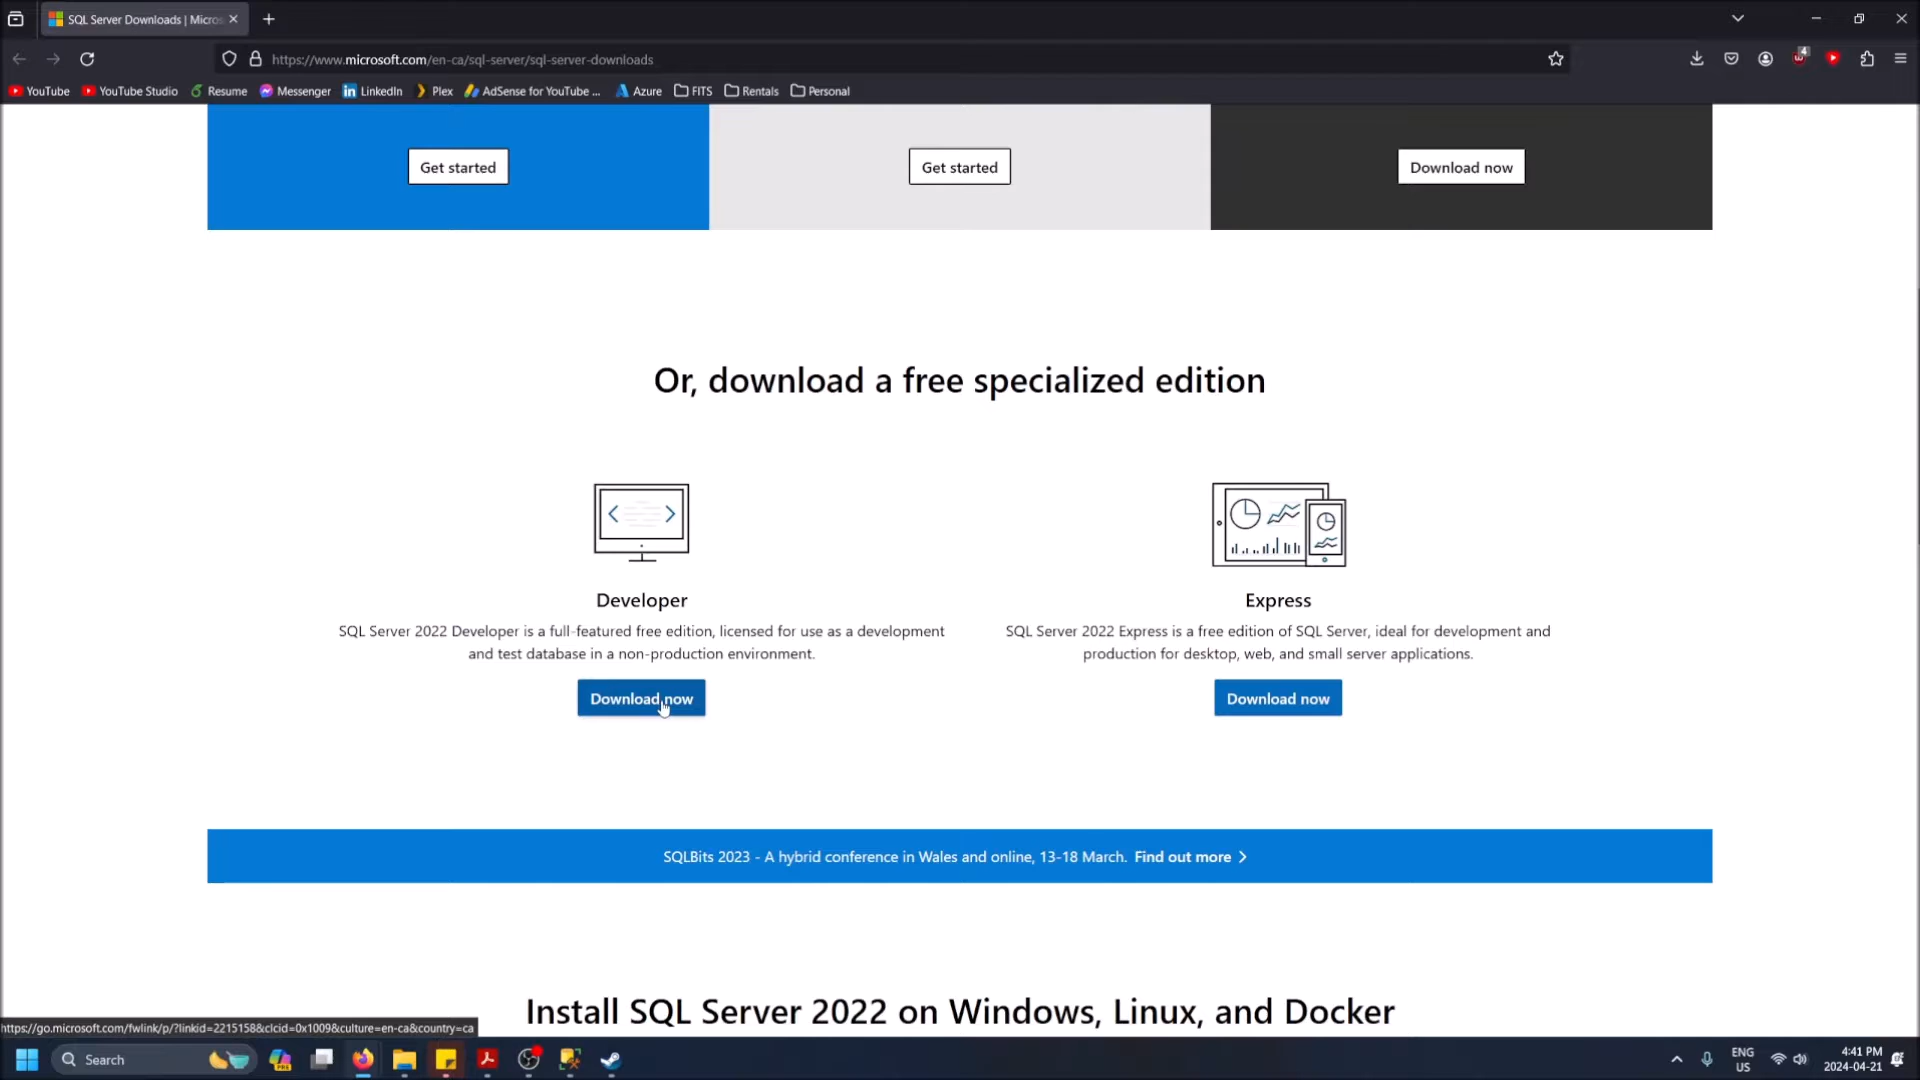 SQL Server Downloads | Micros
https://www.microsoft.com/en-ca/sql-server/sql-server-downloads
4
YouTube YouTube Studio Resume Messenger LinkedIn Plex AdSense for YouTube ... Azure FITS Rentals Personal
Get started
Get started
Download now
Or, download a free specialized edition
Developer
SQL Server 2022 Developer is a full-featured free edition, licensed for use as a development
and test database in a non-production environment.
Download now
Express
SQL Server 2022 Express is a free edition of SQL Server, ideal for development and
production for desktop, web, and small server applications.
Download now
SQLBits 2023 - A hybrid conference in Wales and online, 13-18 March. Find out more
Install SQL Server 2022 on Windows, Linux, and Docker
https://go.microsoft.com/fwlink/p/?linkid=2215158&clcid=0x1009&culture=en-ca&country=ca
Search
ENG
US
4:41 PM
2024-04-21